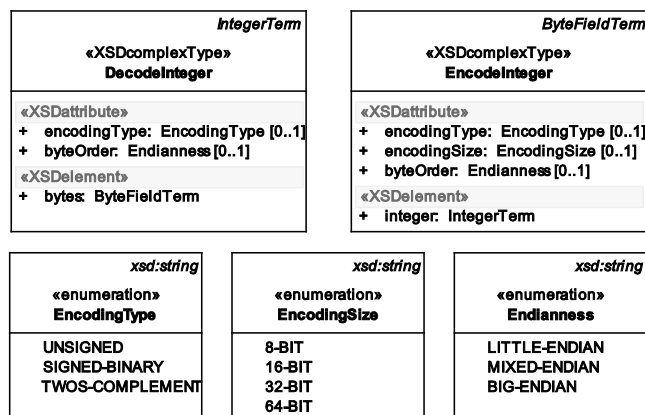 IntegerTerm
«XSDcomplexType»
DecodeInteger
«XSDattribute»
+ encodingType: EncodingType [0..1]
+ byteOrder: Endianness [0..1]
«XSDelement»
+ bytes: ByteFieldTerm
ByteFieldTerm
«XSDcomplexType»
EncodeInteger
«XSDattribute»
+ encodingType: EncodingType [0..1]
+ encodingSize: EncodingSize [0..1]
+ byteOrder: Endianness [0..1]
«XSDelement»
+ integer: IntegerTerm
xsd:string
«enumeration»
EncodingType
UNSIGNED
SIGNED-BINARY
TWOS-COMPLEMENT
xsd:string
«enumeration»
EncodingSize
8-BIT
16-BIT
32-BIT
64-BIT
xsd:string
«enumeration»
Endianness
LITTLE-ENDIAN
MIXED-ENDIAN
BIG-ENDIAN